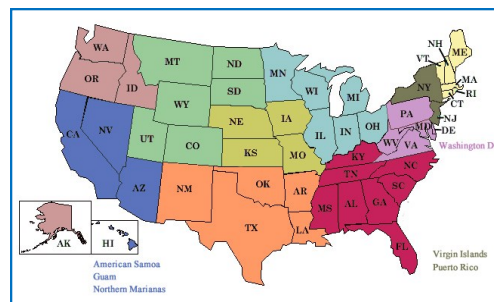 WA
OR
ID
MT
ND
SD
WY
UT
CO
CA
NV
AZ
NE
IA
KS
MO
MN
WI
MI
IL
IN
OH
NM
OK
AR
TX
LA
KY
TN
NC
SC
MS
AL
GA
FL
PA
WV
VA
MD
NY
NH
VT
ME
MA
RI
CT
NJ
DE
Washington D
AK
HI
American Samoa
Guam
Northern Marianas
Virgin Islands
Puerto Rico